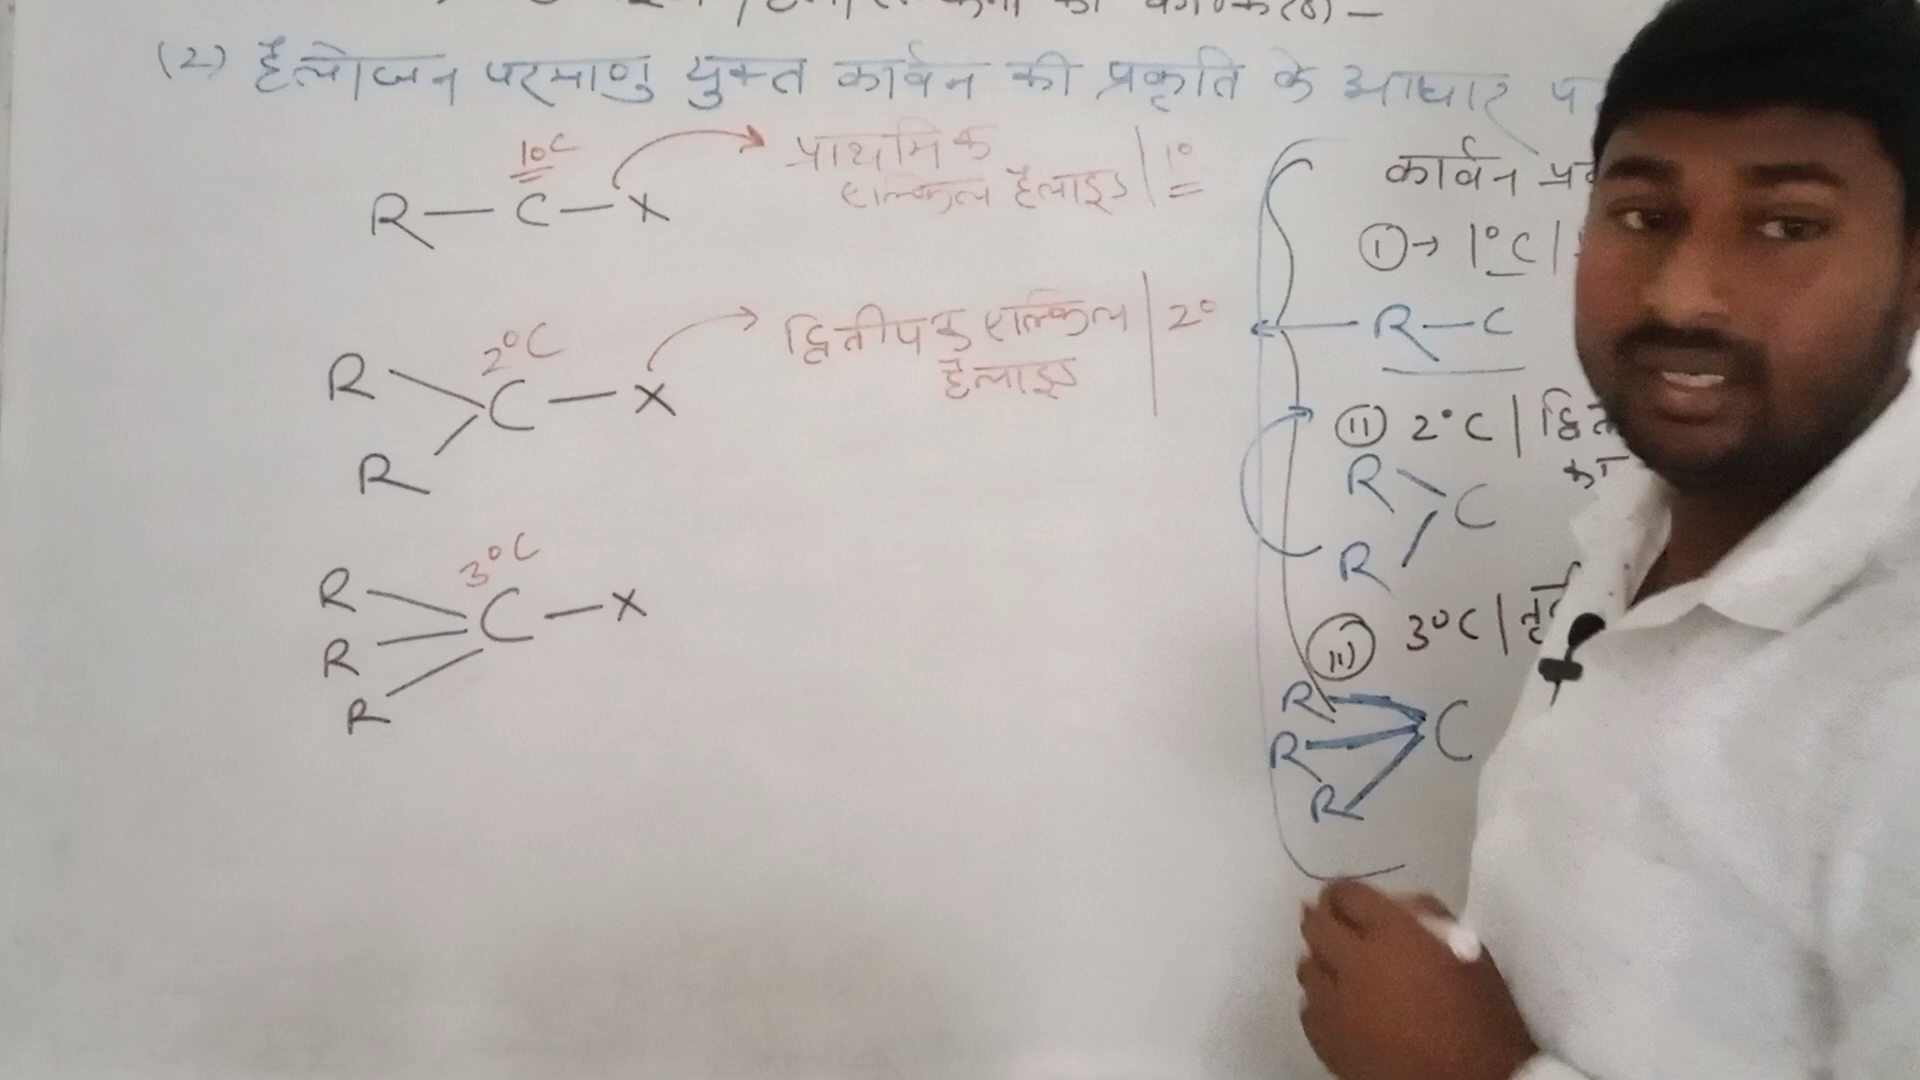 (2) हैलोजन परमाणु युक्त कार्बन की प्रकृति के आधार
1°C
R — C — X
प्राथमिक
एल्किल हैलाइड | 1°
2°C
R
C — X
R
द्वितीयक एल्किल | 2°
हैलाइड
3°C
R
R
R
C — X
कार्वन
(i) → 1°C |
R — C
(ii) 2°C |
R
C
R
(iii) 3°C |
R
R
R
C